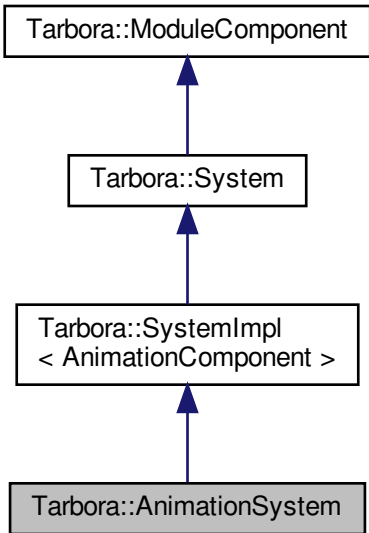 Tarbora::ModuleComponent
Tarbora::System
Tarbora::SystemImpl
< AnimationComponent >
Tarbora::AnimationSystem